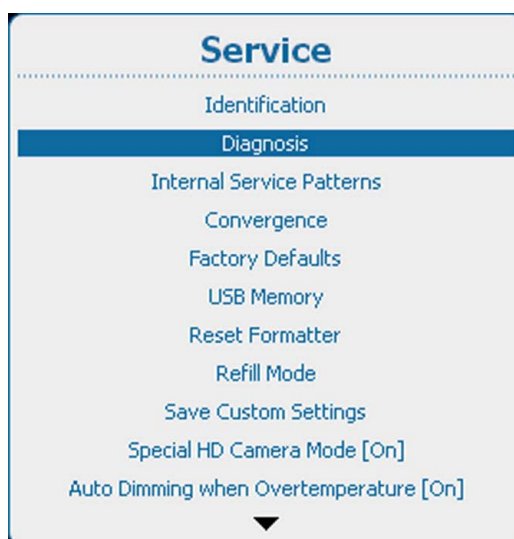 Service
Identification
Diagnosis
Internal Service Patterns
Convergence
Factory Defaults
USB Memory
Reset Formatter
Refill Mode
Save Custom Settings
Special HD Camera Mode [On]
Auto Dimming when Overtemperature [On]